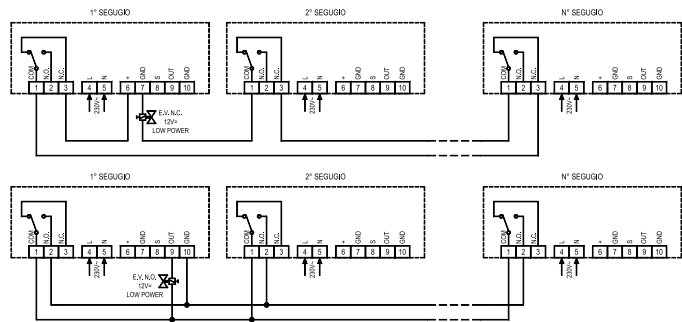 1° SEGUGIO 2° SEGUGIO N° SEGUGIO
COM N.O. N.C. L N + GND S OUT GND COM N.O. N.C. L N + GND S OUT GND COM N.O. N.C. L N + GND S OUT GND
1 2 3 4 5 6 7 8 9 10 1 2 3 4 5 6 7 8 9 10 1 2 3 4 5 6 7 8 9 10
230V~ 230V~ 230V~
E.V. N.C.
12V=
LOW POWER
1° SEGUGIO 2° SEGUGIO N° SEGUGIO
COM N.O. N.C. L N + GND S OUT GND COM N.O. N.C. L N + GND S OUT GND COM N.O. N.C. L N + GND S OUT GND
1 2 3 4 5 6 7 8 9 10 1 2 3 4 5 6 7 8 9 10 1 2 3 4 5 6 7 8 9 10
230V~ 230V~ 230V~
E.V. N.O.
12V=
LOW POWER